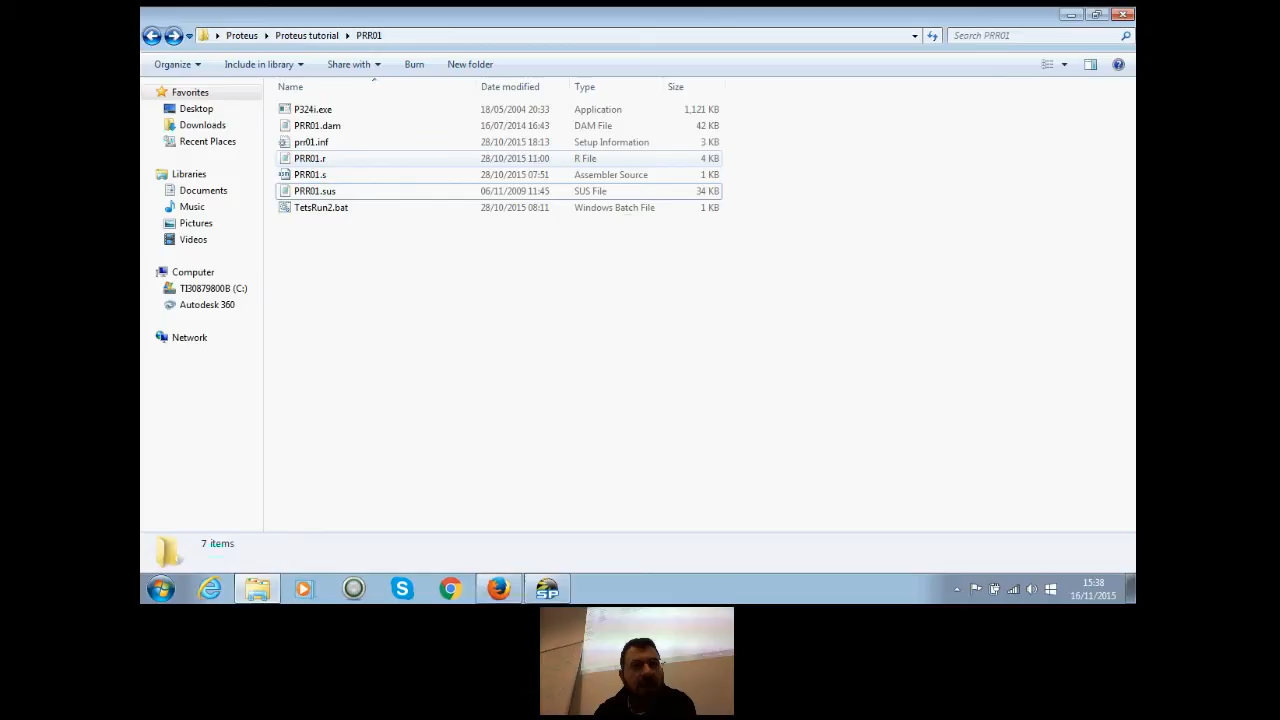 Proteus Proteus tutorial PRR01 Search PRR01
Organize Include in library Share with Burn New folder
Name Date modified Type Size
Favorites
Desktop
Downloads
Recent Places
Libraries
Documents
Music
Pictures
Videos
Computer
TI30879800B (C:)
Autodesk 360
Network
P324i.exe 18/05/2004 20:33 Application 1,121 KB
PRR01.dam 16/07/2014 16:43 DAM File 42 KB
prr01.inf 28/10/2015 18:13 Setup Information 3 KB
PRR01.r 28/10/2015 11:00 R File 4 KB
PRR01.s 28/10/2015 07:51 Assembler Source 1 KB
PRR01.sus 06/11/2009 11:45 SUS File 34 KB
TetsRun2.bat 28/10/2015 08:11 Windows Batch File 1 KB
7 items
SP
15:38
16/11/2015